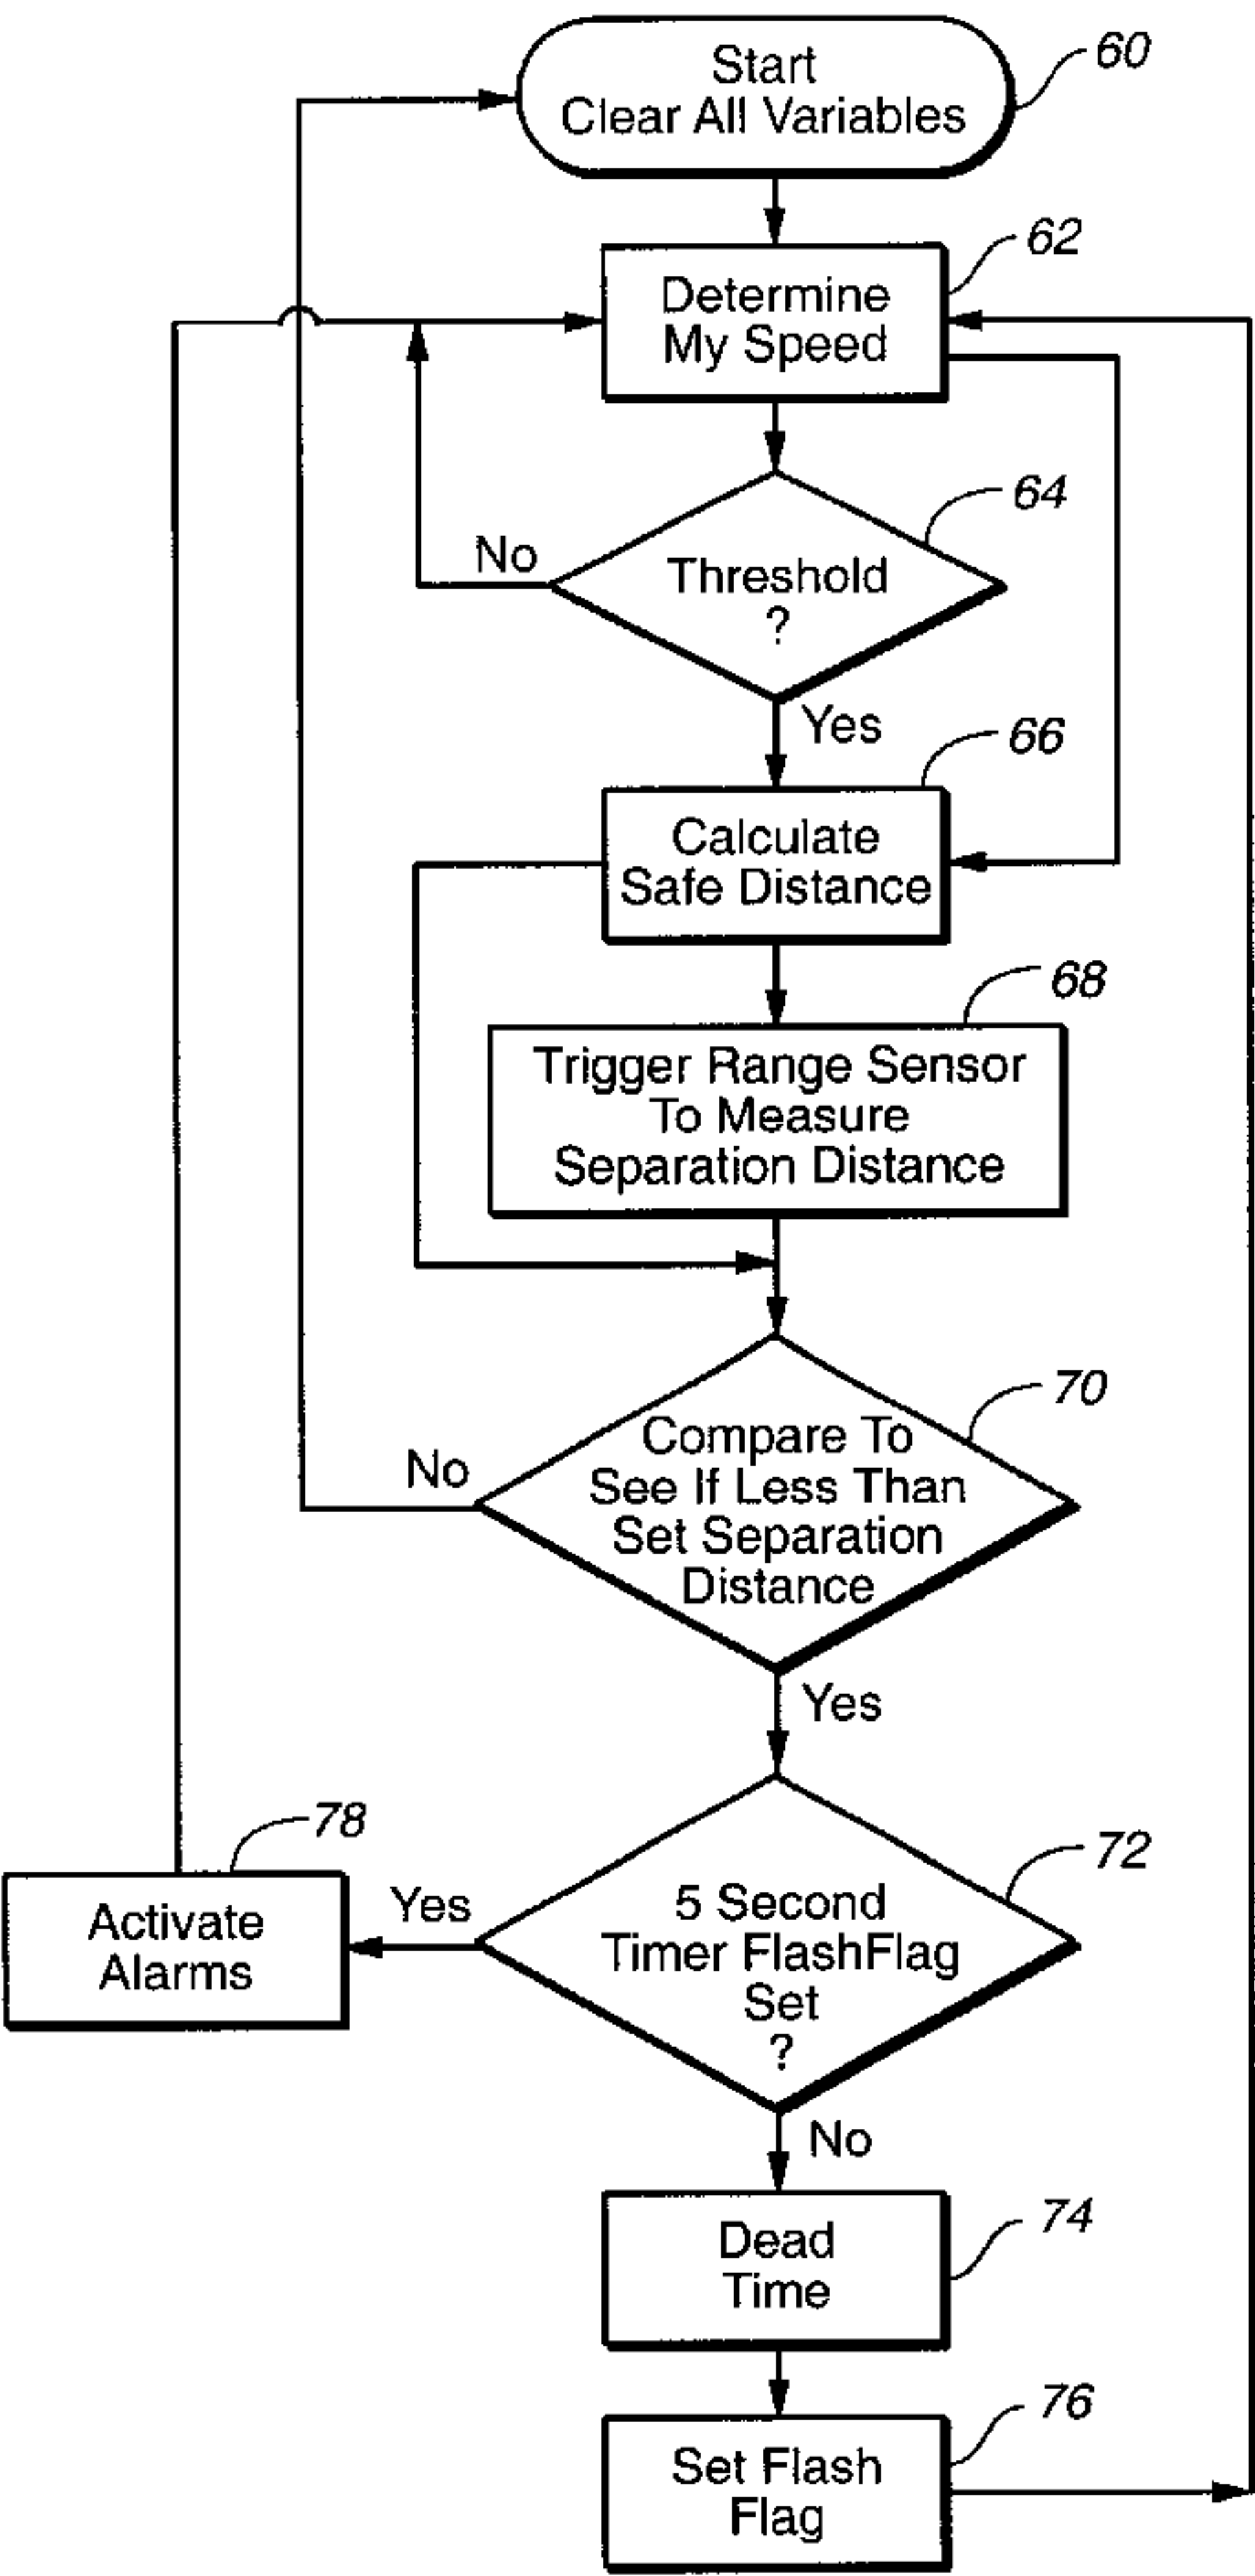 Start
Clear All Variables
60
Determine
My Speed
62
Threshold
?
64
No
Yes
Calculate
Safe Distance
66
Trigger Range Sensor
To Measure
Separation Distance
68
Compare To
See If Less Than
Set Separation
Distance
70
No
Yes
5 Second
Timer FlashFlag
Set
?
72
Yes
Activate
Alarms
78
No
Dead
Time
74
Set Flash
Flag
76